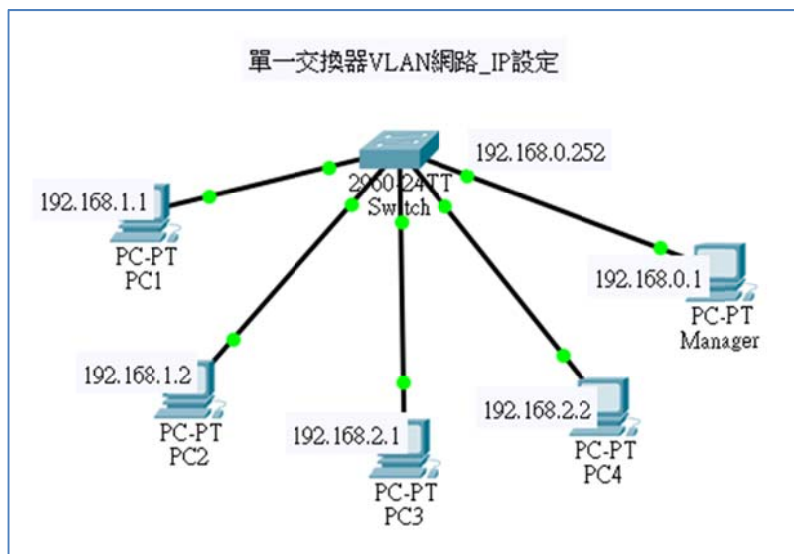 單一交換器VLAN網路_IP設定
192.168.0.252
2960-24TT
Switch
192.168.1.1
PC-PT
PC1
192.168.0.1
PC-PT
Manager
192.168.1.2
PC-PT
PC2
192.168.2.1
PC-PT
PC3
192.168.2.2
PC-PT
PC4